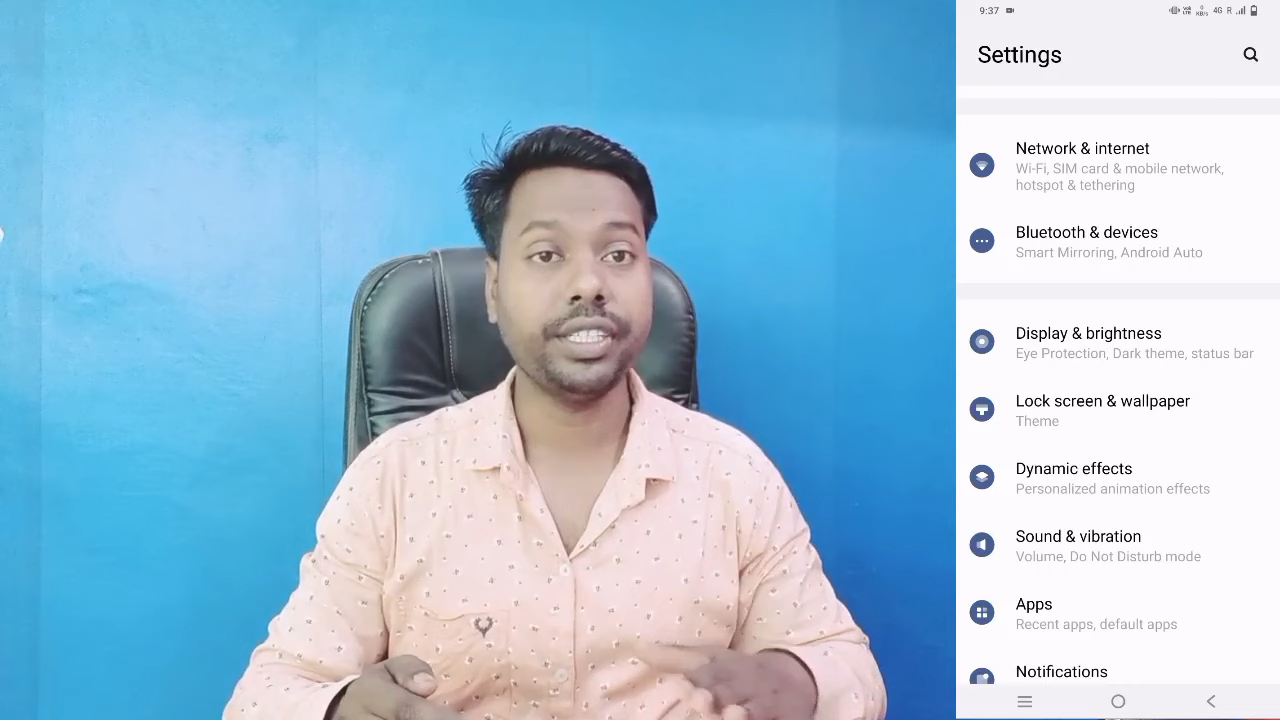 9:37
4G R
Settings
Network & internet
Wi-Fi, SIM card & mobile network,
hotspot & tethering
Bluetooth & devices
Smart Mirroring, Android Auto
Display & brightness
Eye Protection, Dark theme, status bar
Lock screen & wallpaper
Theme
Dynamic effects
Personalized animation effects
Sound & vibration
Volume, Do Not Disturb mode
Apps
Recent apps, default apps
Notifications